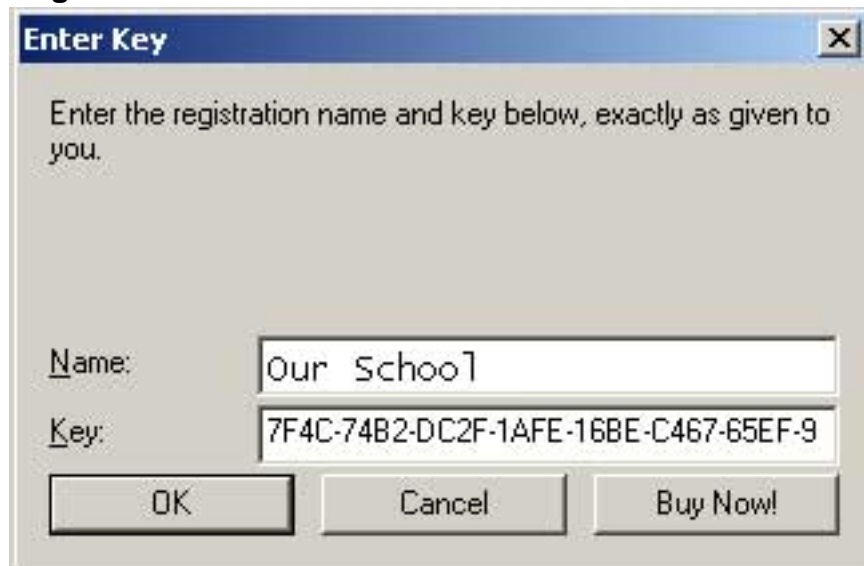 Enter Key
Enter the registration name and key below, exactly as given to
you.
Name: Our School
Key: 7F4C-74B2-DC2F-1AFE-16BE-C467-65EF-9
OK Cancel Buy Now!